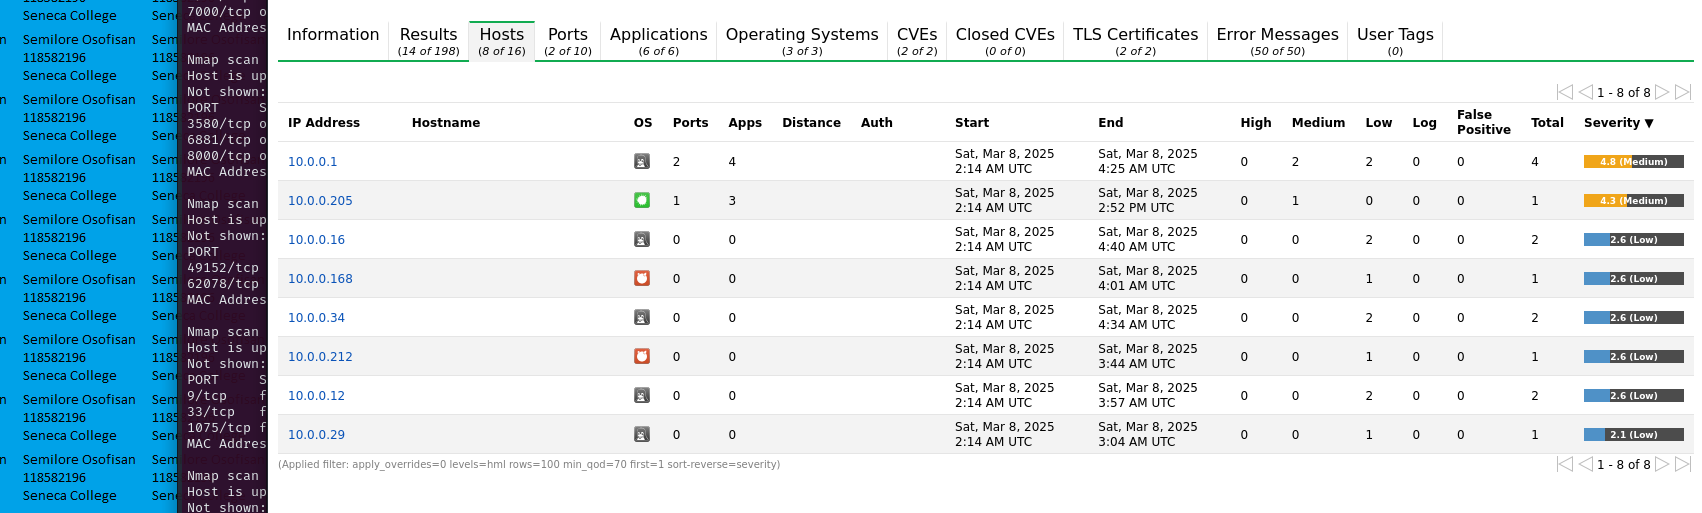 Seneca College
n Semilore Osofisan Semilore Osofisan
118582196 118582196
Seneca College
n Semilore Osofisan
118582196
Seneca College
n Semilore Osofisan
118582196
Seneca College
n Semilore Osofisan
118582196
Seneca College
n Semilore Osofisan
118582196
Seneca College
n Semilore Osofisan
118582196
Seneca College
n Semilore Osofisan
118582196
Seneca College
n Semilore Osofisan
118582196
Seneca College
7000/tcp o
MAC Addres
Nmap scan
Host is up
Not shown:
PORT S
3580/tcp o
6881/tcp o
8000/tcp o
MAC Addres
Nmap scan
Host is up
Not shown:
PORT
49152/tcp
62078/tcp
MAC Addres
Nmap scan
Host is up
Not shown:
PORT S
9/tcp f
33/tcp f
1075/tcp f
MAC Addres
Nmap scan
Host is up
Not shown:
Information Results Hosts Ports Applications Operating Systems CVEs Closed CVEs TLS Certificates Error Messages User Tags
(14 of 198) (8 of 16) (2 of 10) (6 of 6) (3 of 3) (2 of 2) (0 of 0) (2 of 2) (50 of 50) (0)
1 - 8 of 8
IP Address Hostname OS Ports Apps Distance Auth Start End High Medium Low Log False Positive Total Severity ▼
10.0.0.1 2 4 Sat, Mar 8, 2025 Sat, Mar 8, 2025 0 2 2 0 0 4 4.8 (Medium)
2:14 AM UTC 4:25 AM UTC
10.0.0.205 1 3 Sat, Mar 8, 2025 Sat, Mar 8, 2025 0 1 0 0 0 1 4.3 (Medium)
2:14 AM UTC 2:52 PM UTC
10.0.0.16 0 0 Sat, Mar 8, 2025 Sat, Mar 8, 2025 0 0 2 0 0 2 2.6 (Low)
2:14 AM UTC 4:40 AM UTC
10.0.0.168 0 0 Sat, Mar 8, 2025 Sat, Mar 8, 2025 0 0 1 0 0 1 2.6 (Low)
2:14 AM UTC 4:01 AM UTC
10.0.0.34 0 0 Sat, Mar 8, 2025 Sat, Mar 8, 2025 0 0 2 0 0 2 2.6 (Low)
2:14 AM UTC 4:34 AM UTC
10.0.0.212 0 0 Sat, Mar 8, 2025 Sat, Mar 8, 2025 0 0 1 0 0 1 2.6 (Low)
2:14 AM UTC 3:44 AM UTC
10.0.0.12 0 0 Sat, Mar 8, 2025 Sat, Mar 8, 2025 0 0 2 0 0 2 2.6 (Low)
2:14 AM UTC 3:57 AM UTC
10.0.0.29 0 0 Sat, Mar 8, 2025 Sat, Mar 8, 2025 0 0 1 0 0 1 2.1 (Low)
2:14 AM UTC 3:04 AM UTC
(Applied filter: apply_overrides=0 levels=hml rows=100 min_qod=70 first=1 sort-reverse=severity)
1 - 8 of 8